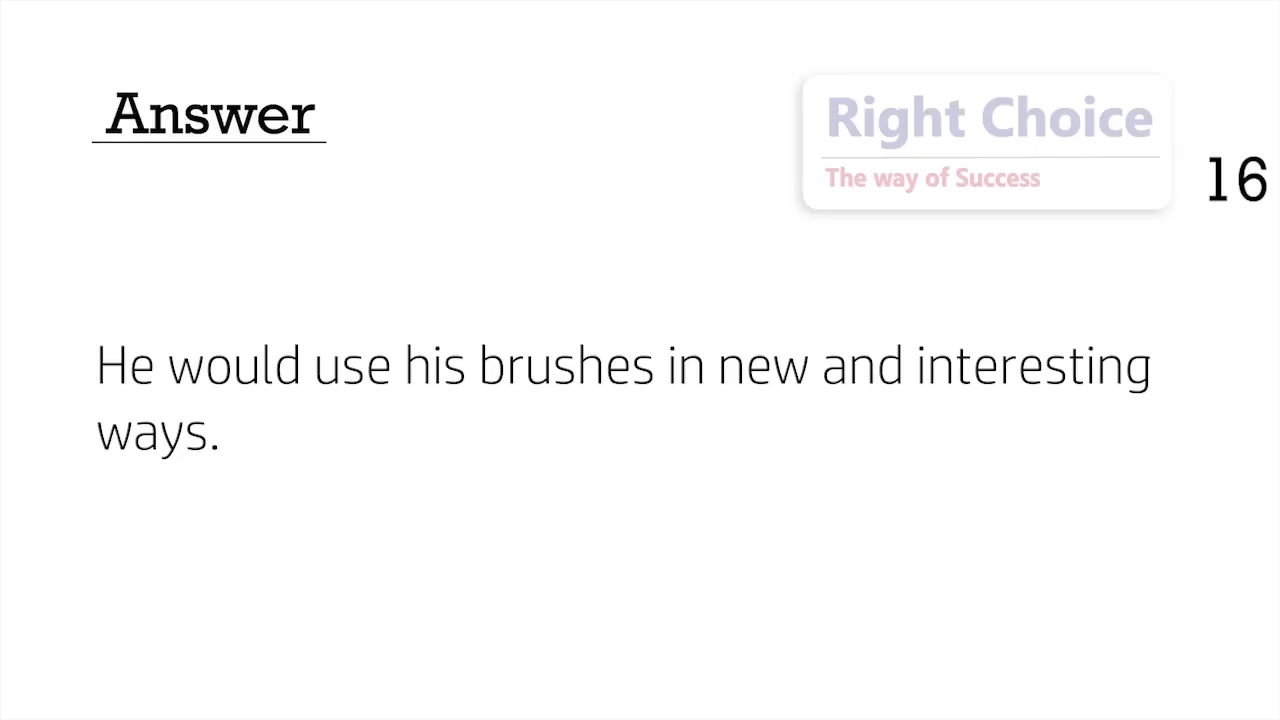 Answer
Right Choice
The way of Success
16
He would use his brushes in new and interesting
ways.